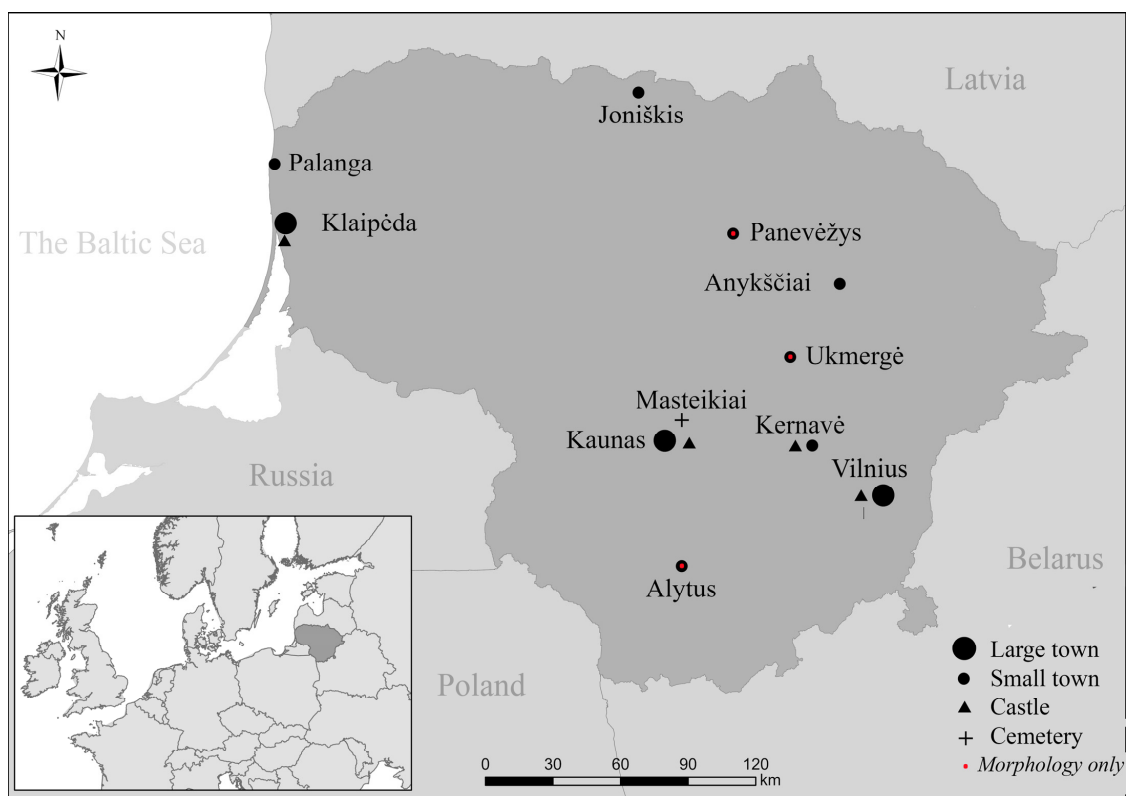 N
Latvia
Joniškis
Palanga
Klaipėda
The Baltic Sea
Panevėžys
Anykščiai
Ukmergė
Masteikiai
Kernavė
Kaunas
Vilnius
Russia
Belarus
Alytus
Poland
Large town
Small town
Castle
Cemetery
Morphology only
0 30 60 90 120
km